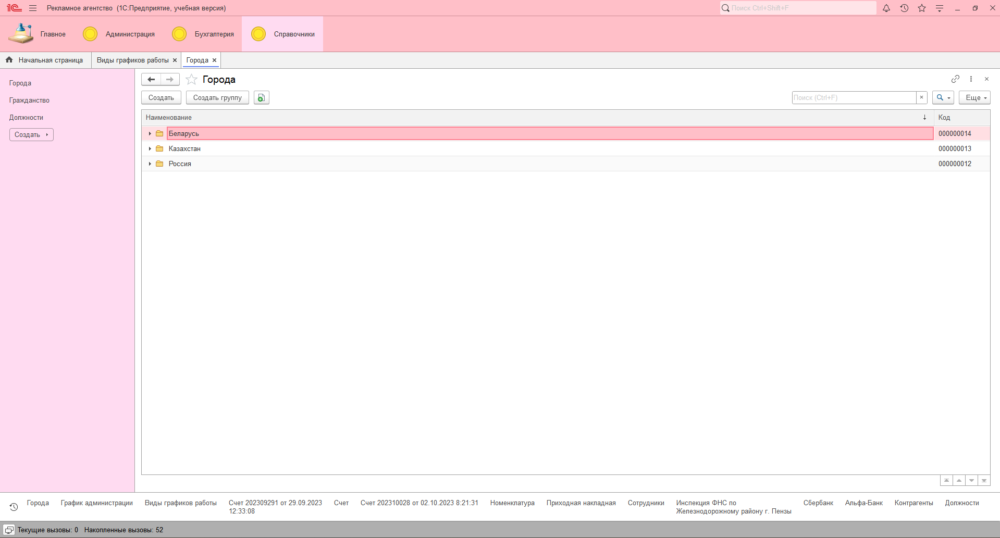 1С Рекламное агентство (1С:Предприятие, учебная версия) Поиск Ctrl+Shift+F
Главное Администрация Бухгалтерия Справочники
Начальная страница Виды графиков работы × Города ×
Города
Гражданство
Должности
Создать
Города
Создать Создать группу Поиск (Ctrl+F) × Еще
Наименование ↓ Код
Беларусь 000000014
Казахстан 000000013
Россия 000000012
Города График администрации Виды графиков работы Счет 202309291 от 29.09.2023 12:33:08 Счет Счет 202310028 от 02.10.2023 8:21:31 Номенклатура Приходная накладная Сотрудники Инспекция ФНС по Железнодорожному району г. Пензы Сбербанк Альфа-Банк Контрагенты Должности
Текущие вызовы: 0 Накопленные вызовы: 52